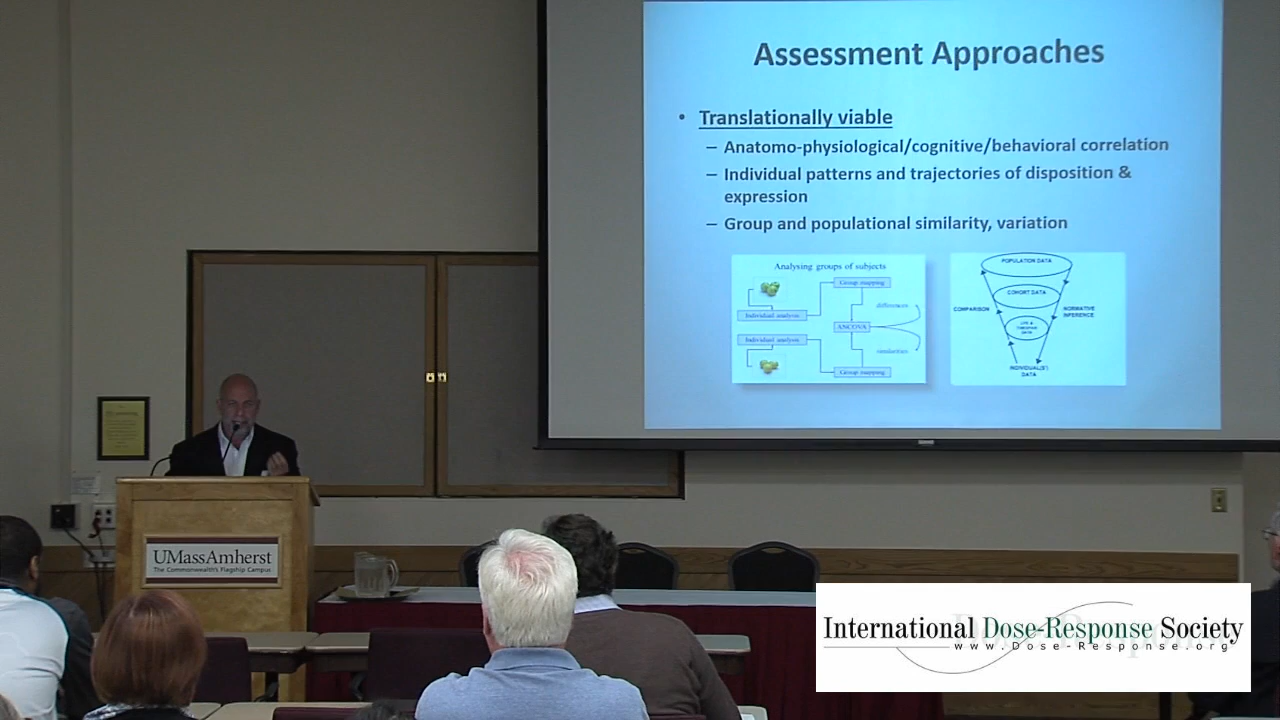 Assessment Approaches
• Translationally viable
– Anatomo-physiological/cognitive/behavioral correlation
– Individual patterns and trajectories of disposition &
expression
– Group and populational similarity, variation
Analysing groups of subjects
Group mapping
differences
Individual analysis
ANCOVA
Individual analysis
similarities
Group mapping
POPULATION DATA
COHORT DATA
COMPARISON
NORMATIVE
INFERENCE
DATA
INDIVIDUAL(S')
DATA
UMassAmherst
The Commonwealth's Flagship Campus
International Dose-Response Society
www.Dose-Response.org